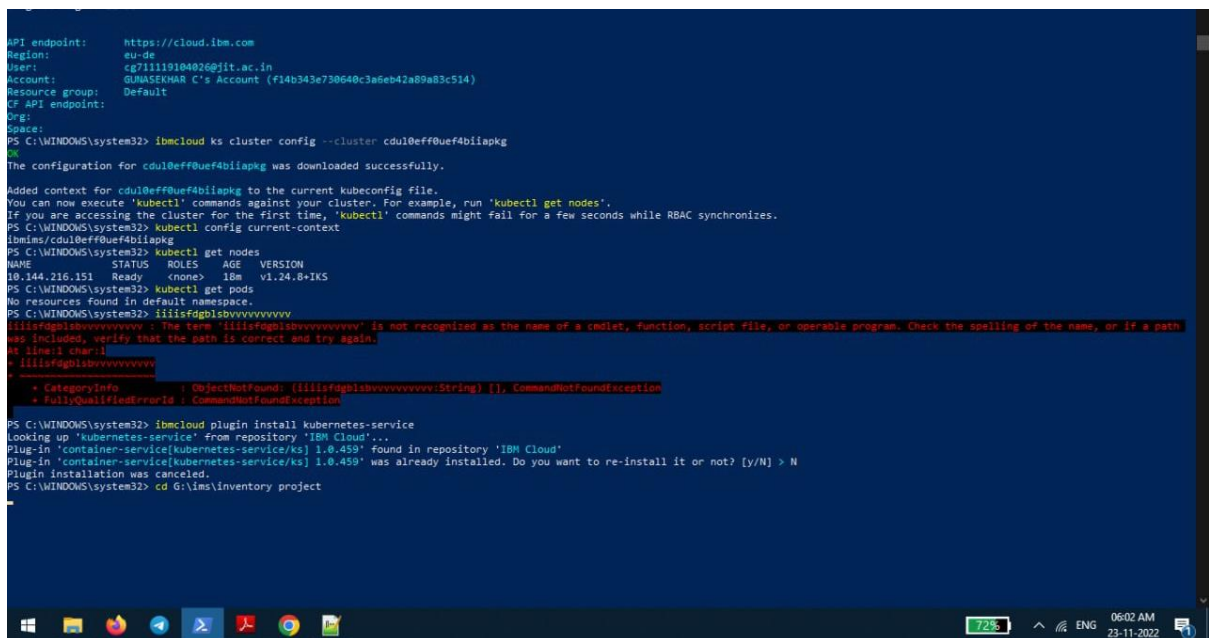 API endpoint: https://cloud.ibm.com
Region: eu-de
User: cg711119104026@jit.ac.in
Account: GUNASEKHAR C's Account (f14b343e730640c3a6eb42a89a83c514)
Resource group: Default
CF API endpoint:
Org:
Space:
PS C:\WINDOWS\system32> ibmcloud ks cluster config --cluster cdul0eff0uef4biiapkg
OK
The configuration for cdul0eff0uef4biiapkg was downloaded successfully.
Added context for cdul0eff0uef4biiapkg to the current kubeconfig file.
You can now execute 'kubectl' commands against your cluster. For example, run 'kubectl get nodes'.
If you are accessing the cluster for the first time, 'kubectl' commands might fail for a few seconds while RBAC synchronizes.
PS C:\WINDOWS\system32> kubectl config current-context
ibmims/cdul0eff0uef4biiapkg
PS C:\WINDOWS\system32> kubectl get nodes
NAME STATUS ROLES AGE VERSION
10.144.216.151 Ready <none> 18m v1.24.8+IKS
PS C:\WINDOWS\system32> kubectl get pods
No resources found in default namespace.
PS C:\WINDOWS\system32> iiiisfdgblsbvvvvvvvvvv
iiiisfdgblsbvvvvvvvvvv : The term 'iiiisfdgblsbvvvvvvvvvv' is not recognized as the name of a cmdlet, function, script file, or operable program. Check the spelling of the name, or if a path
was included, verify that the path is correct and try again.
At line:1 char:1
+ iiiisfdgblsbvvvvvvvvvv
+ ~~~~~~~~~~~~~~~~~~~~~~
+ CategoryInfo : ObjectNotFound: (iiiisfdgblsbvvvvvvvvvv:String) [], CommandNotFoundException
+ FullyQualifiedErrorId : CommandNotFoundException
PS C:\WINDOWS\system32> ibmcloud plugin install kubernetes-service
Looking up 'kubernetes-service' from repository 'IBM Cloud'...
Plug-in 'container-service[kubernetes-service/ks] 1.0.459' found in repository 'IBM Cloud'
Plug-in 'container-service[kubernetes-service/ks] 1.0.459' was already installed. Do you want to re-install it or not? [y/N] > N
Plugin installation was canceled.
PS C:\WINDOWS\system32> cd G:\ims\inventory project
72% ENG 06:02 AM
23-11-2022